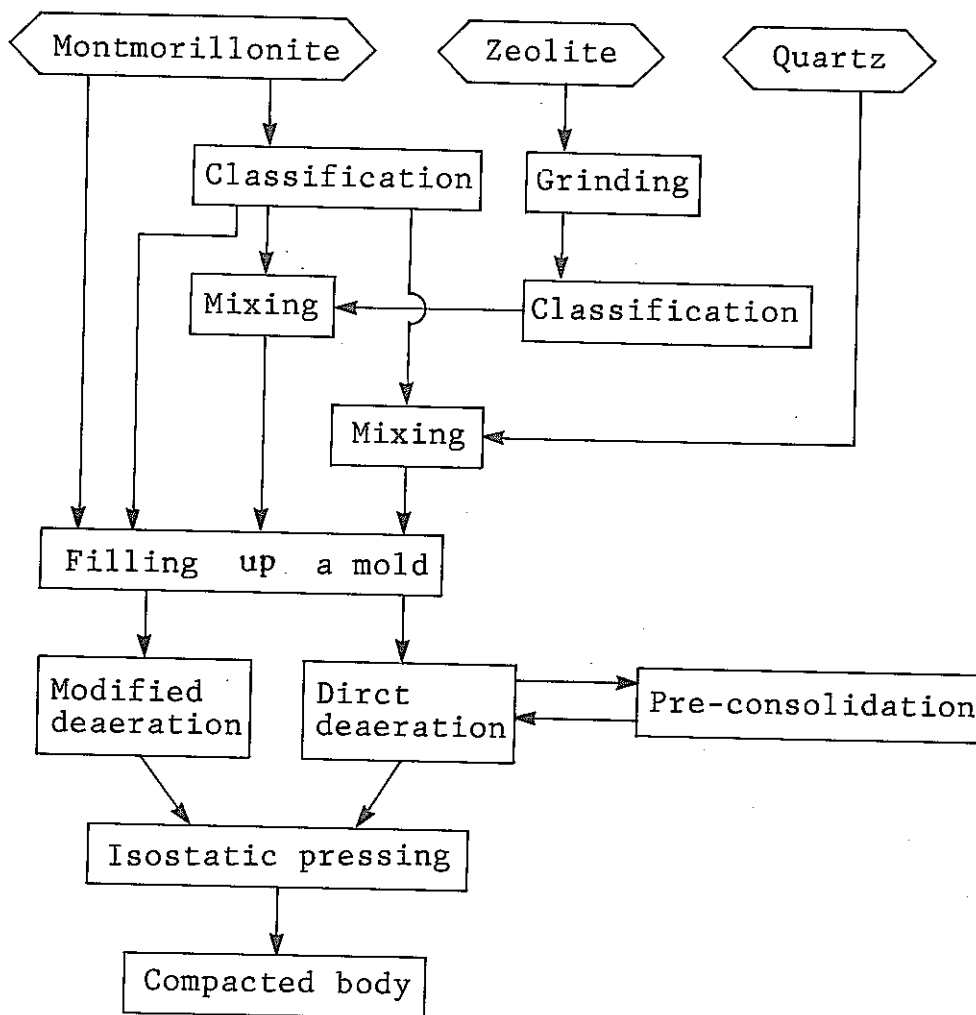 Montmorillonite
Zeolite
Quartz
Classification
Grinding
Mixing
Classification
Mixing
Filling up a mold
Modified
deaeration
Dirct
deaeration
Pre-consolidation
Isostatic pressing
Compacted body